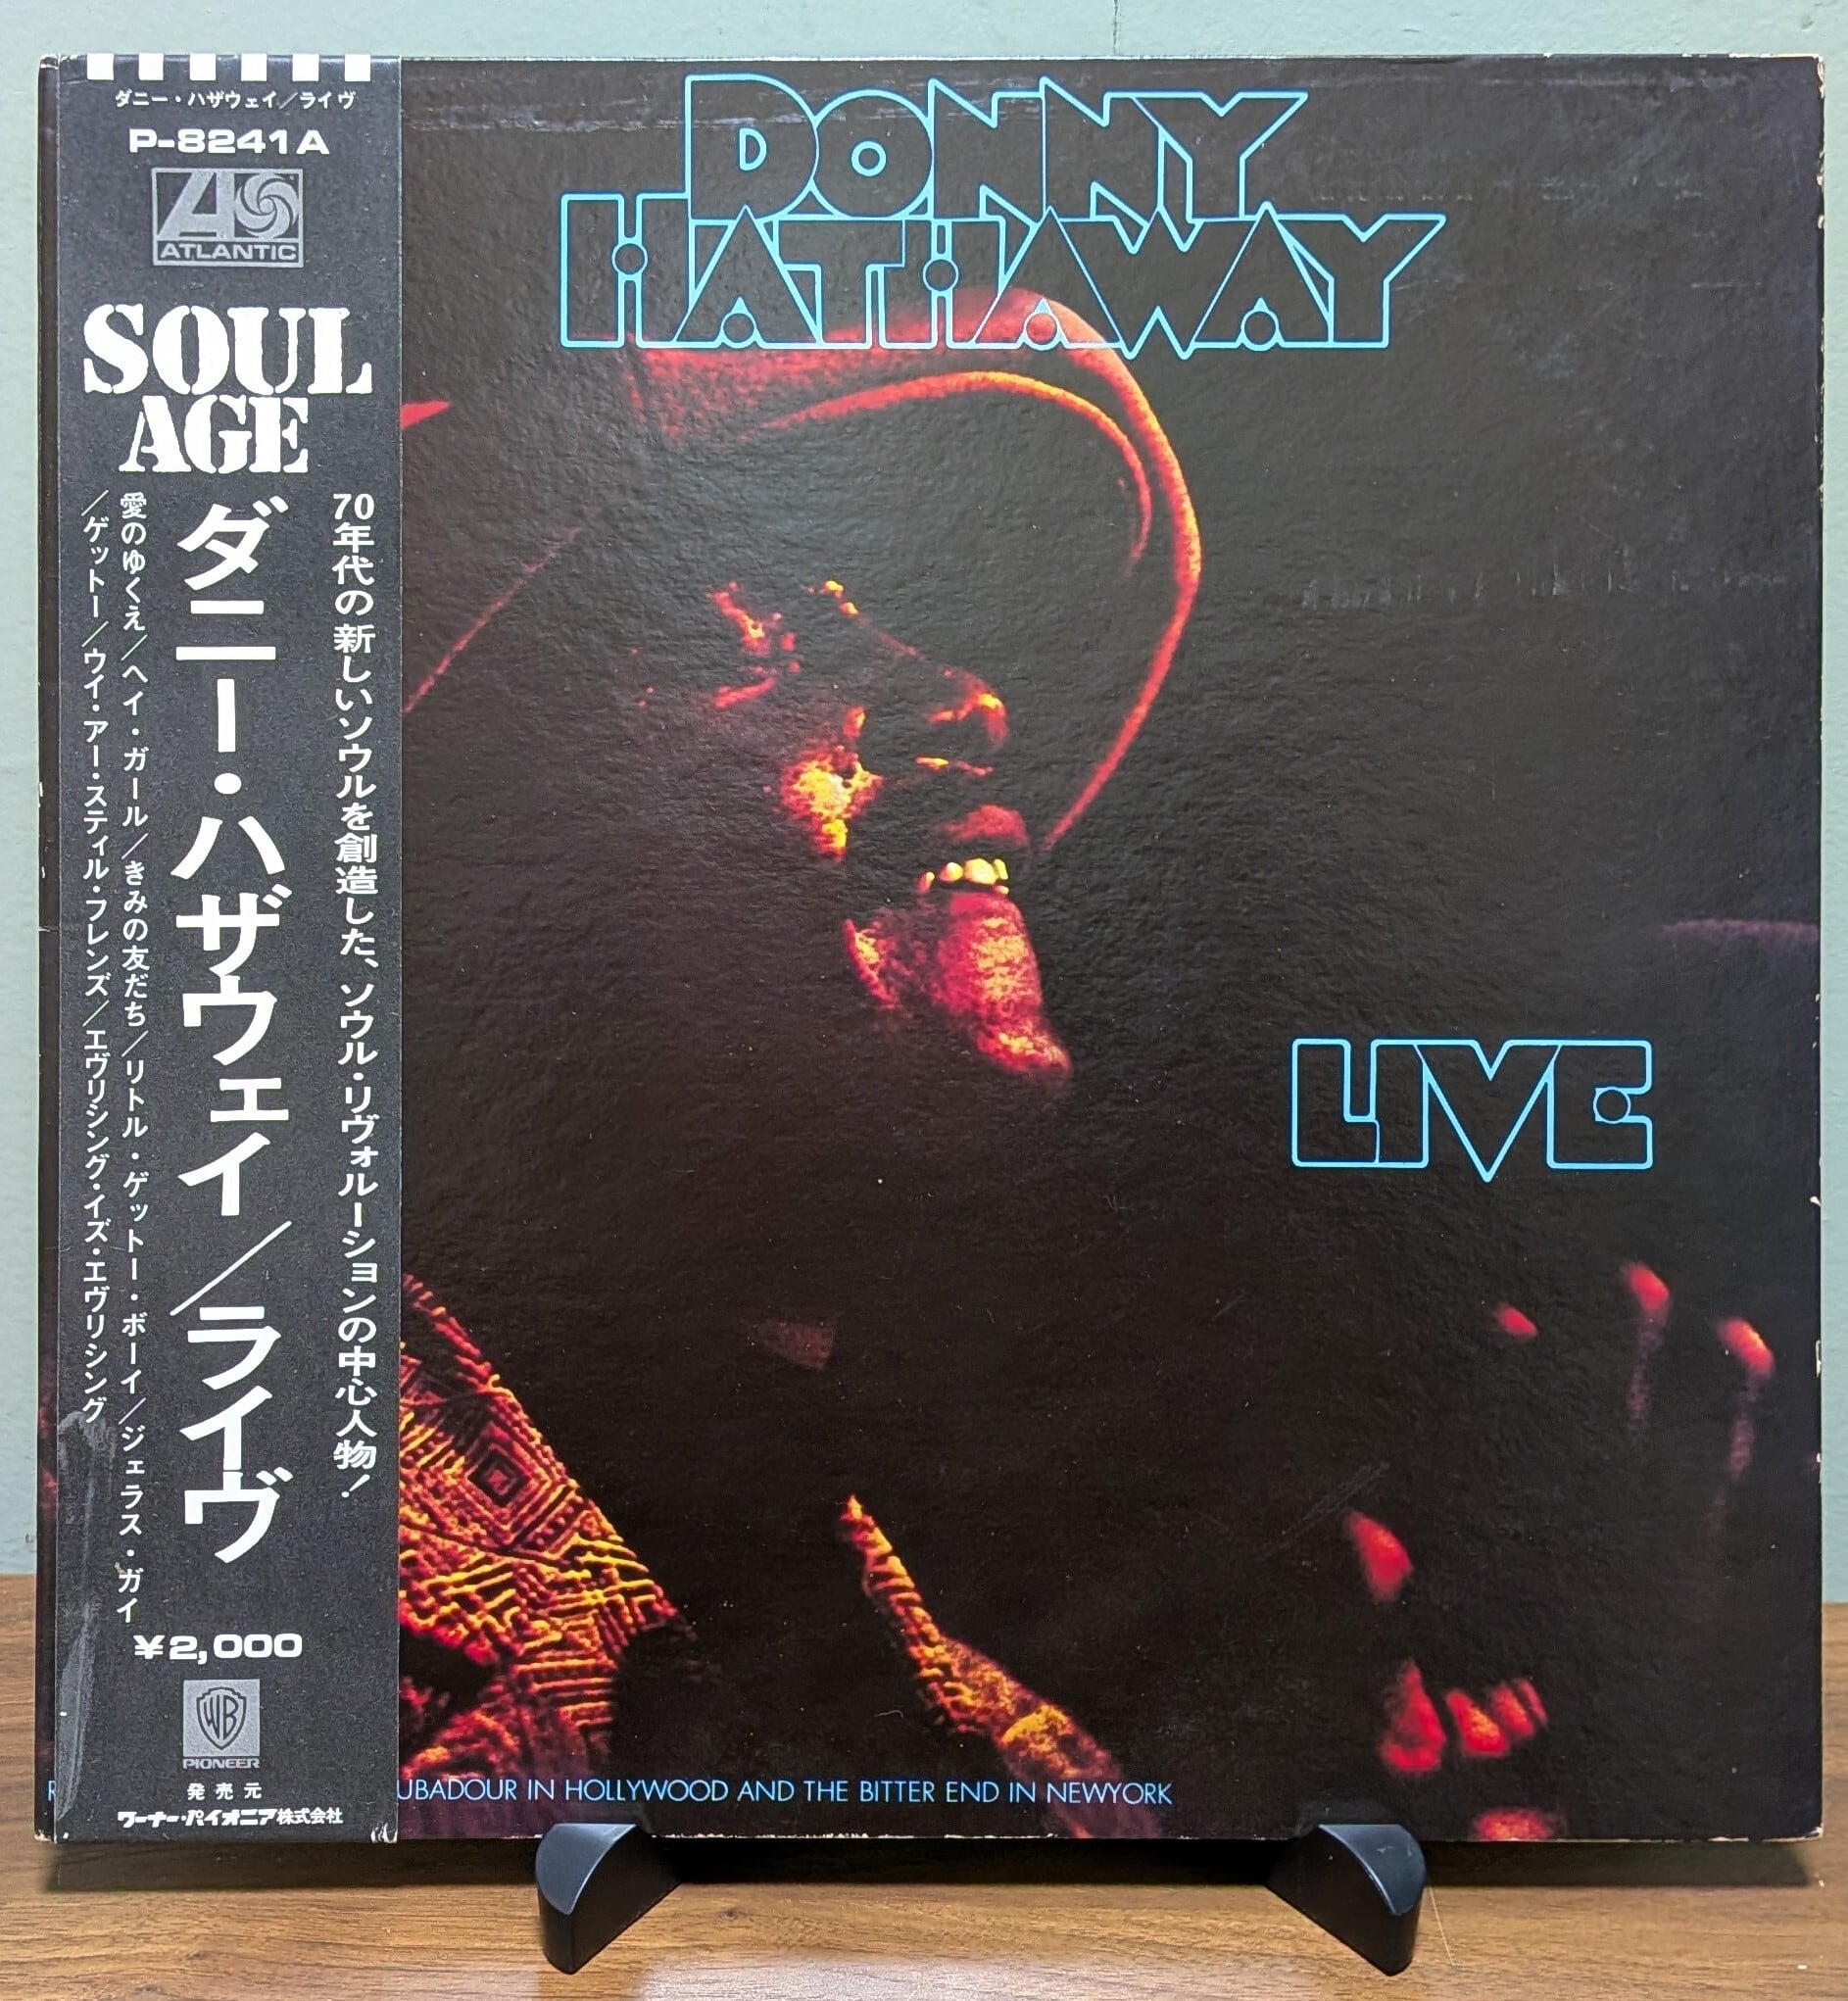 ダニー・ハザウェイ／ライヴ
P-8241A
ATLANTIC
SOUL
AGE
70年代の新しいソウルを創造した、ソウル・リヴォルーションの中心人物！
ダニー・ハザウェイ／ライヴ
愛のゆくえ／ヘイ・ガール／きみの友だち／リトル・ゲットー・ボーイ／ジェラス・ガイ
／ゲットー／ウイ・アー・スティル・フレンズ／エヴリシング・イズ・エヴリシング
¥2,000
WB
PIONEER
発売元
ワーナー・パイオニア株式会社
DONNY
HATHAWAY
LIVE
IN HOLLYWOOD AND THE BITTER END IN NEWYORK